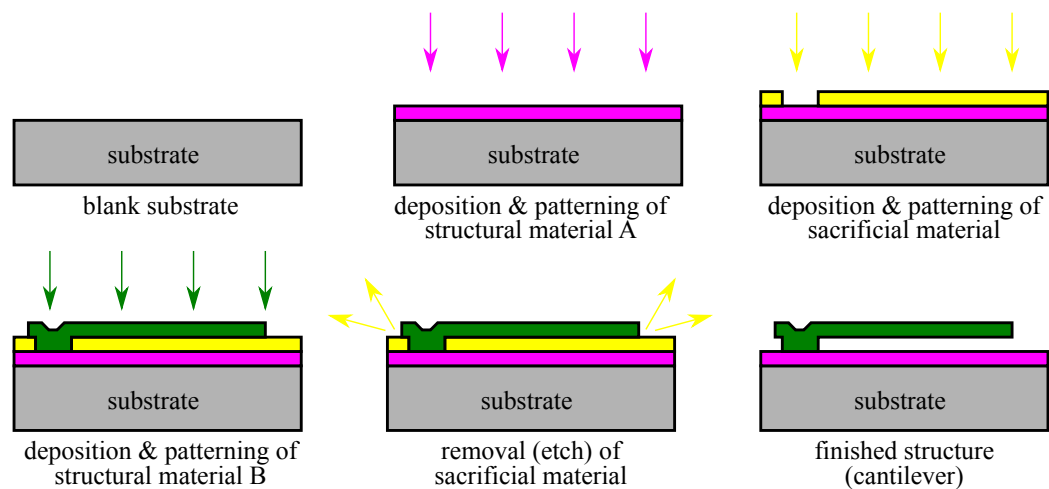 substrate
blank substrate
substrate
deposition & patterning of
structural material A
substrate
deposition & patterning of
sacrificial material
substrate
deposition & patterning of
structural material B
substrate
removal (etch) of
sacrificial material
substrate
finished structure
(cantilever)